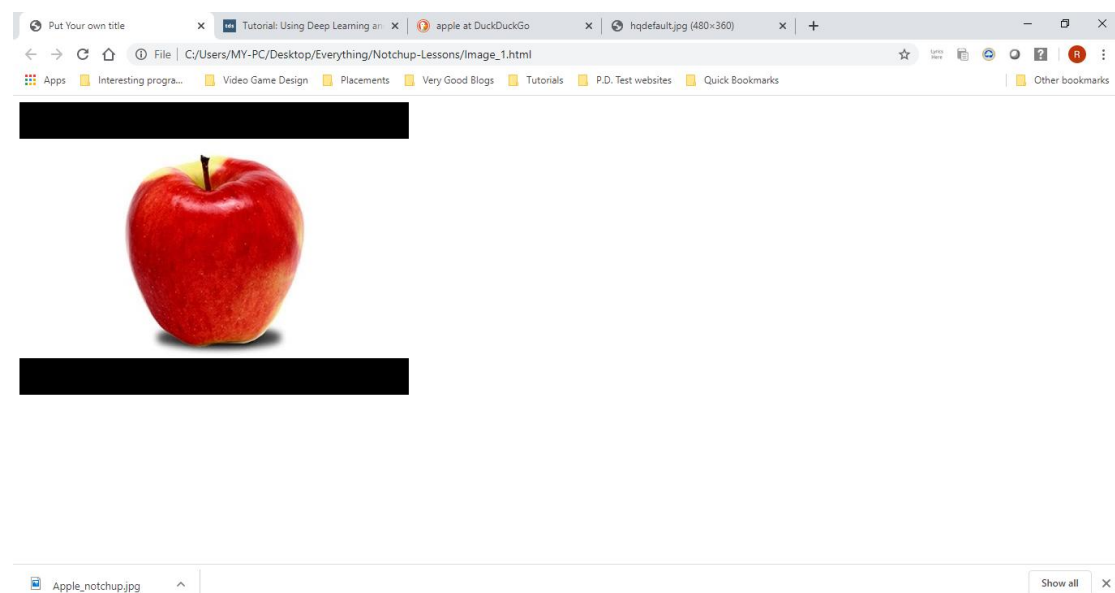 Put Your own title
tds
Tutorial: Using Deep Learning an
apple at DuckDuckGo
hqdefault.jpg (480×360)
File
C:/Users/MY-PC/Desktop/Everything/Notchup-Lessons/Image_1.html
R
Apps
Interesting progra...
Video Game Design
Placements
Very Good Blogs
Tutorials
P.D. Test websites
Quick Bookmarks
Other bookmarks
Apple_notchup.jpg
Show all